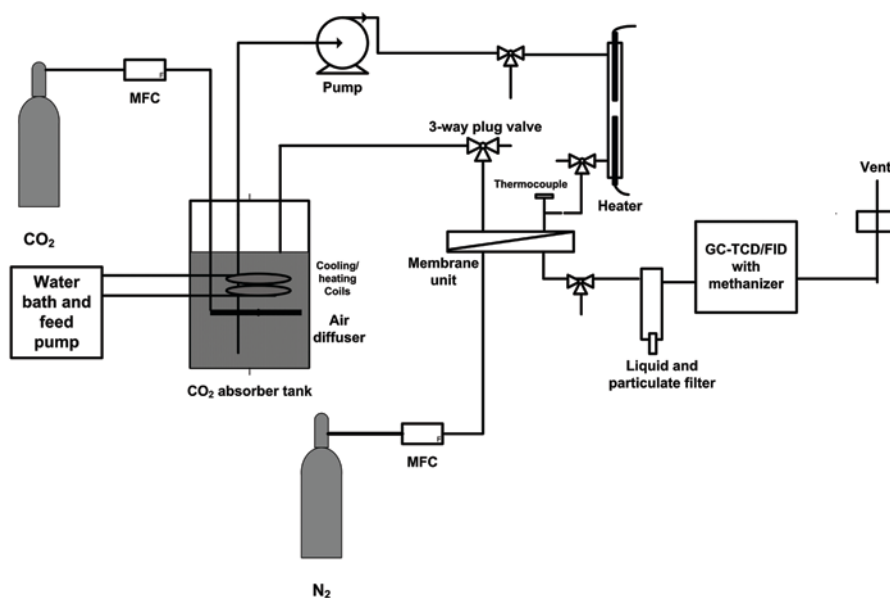 Pump
MFC
3-way plug valve
Thermocouple
Vent
CO₂
Heater
Water
bath and
feed
pump
Cooling/
heating
Coils
Air
diffuser
Membrane
unit
GC-TCD/FID
with
methanizer
CO₂ absorber tank
Liquid and
particulate filter
MFC
N₂